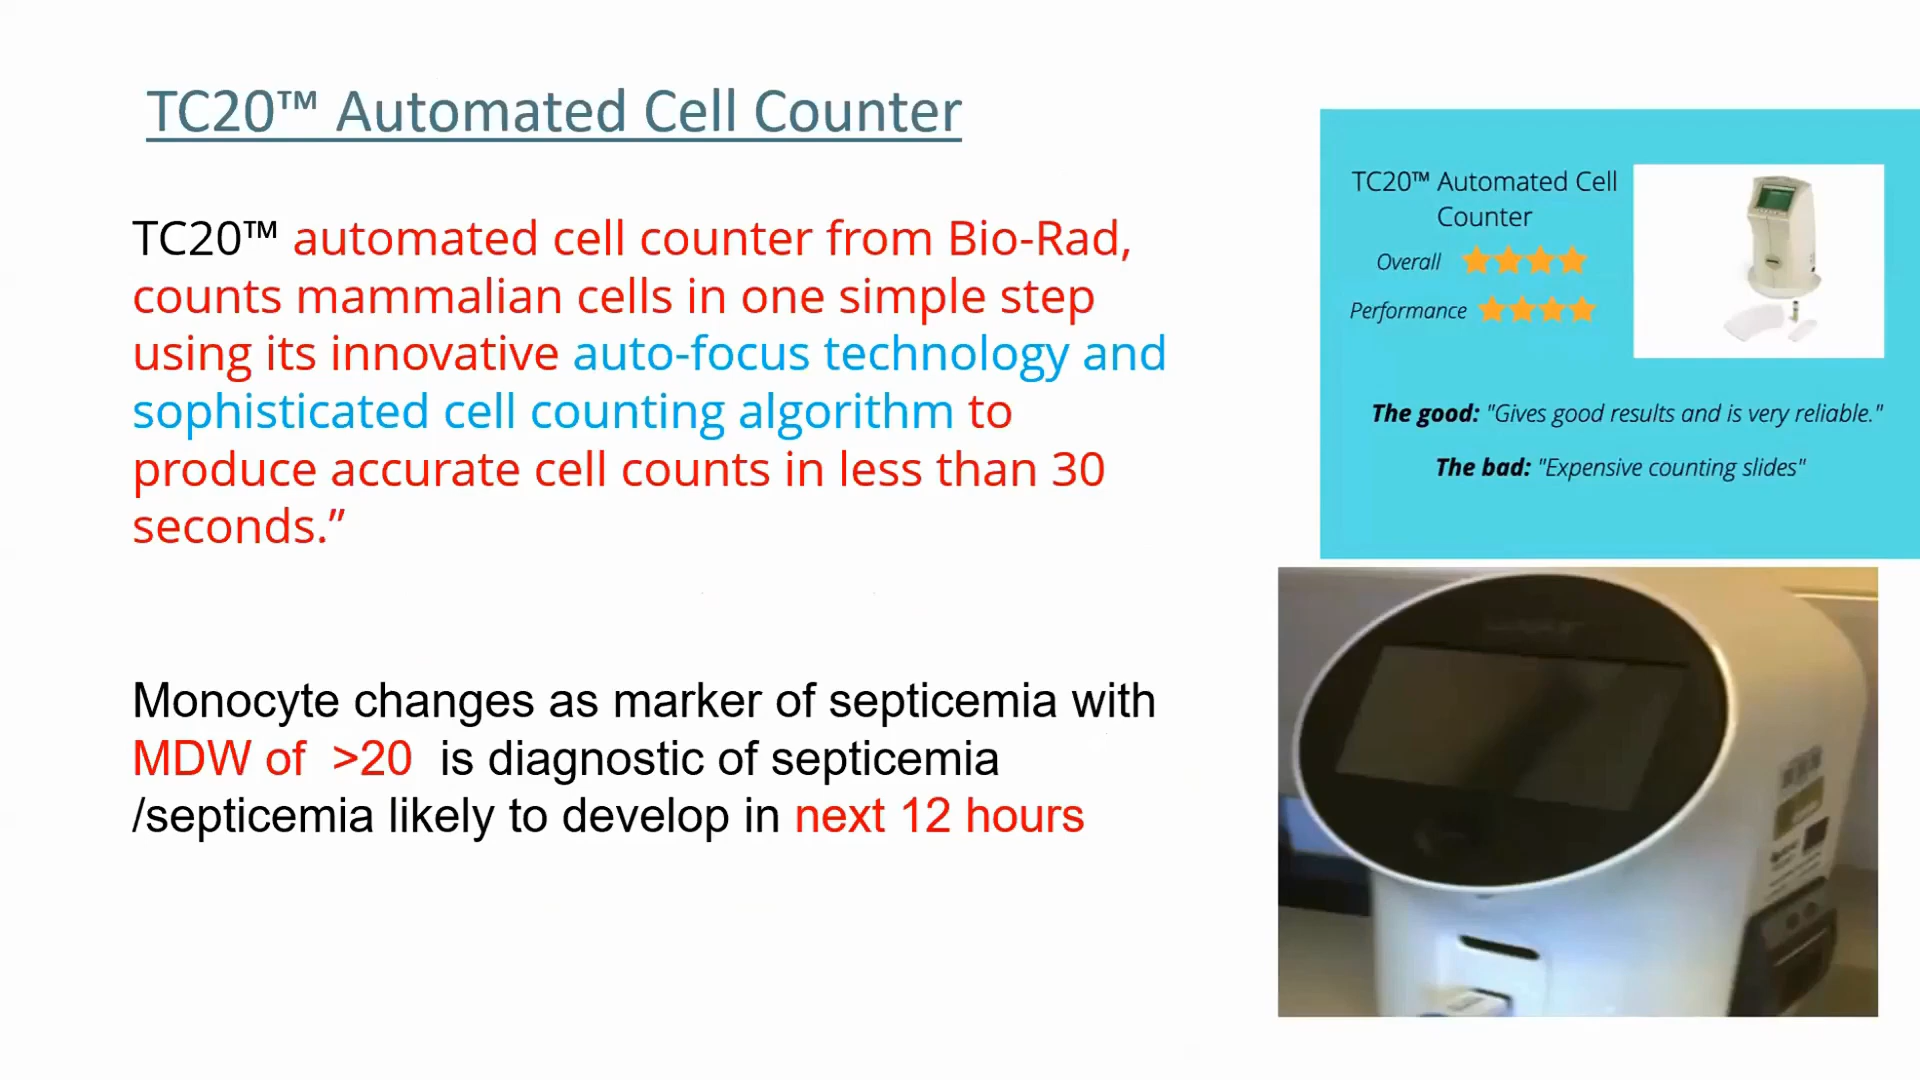 TC20™ Automated Cell Counter
TC20™ automated cell counter from Bio-Rad,
counts mammalian cells in one simple step
using its innovative auto-focus technology and
sophisticated cell counting algorithm to
produce accurate cell counts in less than 30
seconds.”
Monocyte changes as marker of septicemia with
MDW of >20 is diagnostic of septicemia
/septicemia likely to develop in next 12 hours
TC20™ Automated Cell
Counter
Overall
Performance
The good: "Gives good results and is very reliable."
The bad: "Expensive counting slides"